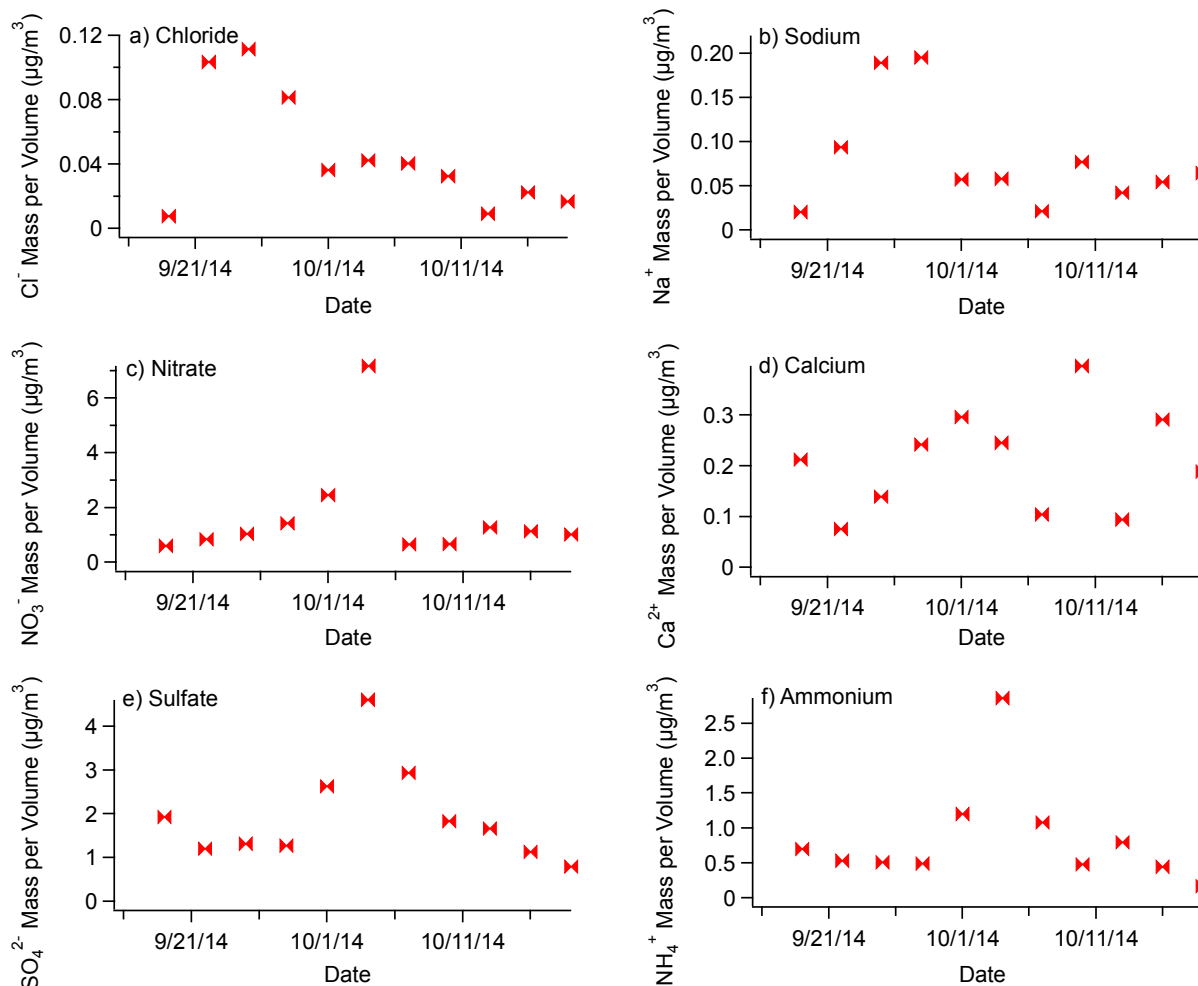 a) Chloride
Cl⁻ Mass per Volume (µg/m³)
0.12
0.08
0.04
0
9/21/14 10/1/14 10/11/14
Date
b) Sodium
Na⁺ Mass per Volume (µg/m³)
0.20
0.15
0.10
0.05
0
9/21/14 10/1/14 10/11/14
Date
c) Nitrate
NO₃⁻ Mass per Volume (µg/m³)
6
4
2
0
9/21/14 10/1/14 10/11/14
Date
d) Calcium
Ca²⁺ Mass per Volume (µg/m³)
0.3
0.2
0.1
0
9/21/14 10/1/14 10/11/14
Date
e) Sulfate
SO₄²⁻ Mass per Volume (µg/m³)
4
3
2
1
0
9/21/14 10/1/14 10/11/14
Date
f) Ammonium
NH₄⁺ Mass per Volume (µg/m³)
2.5
2.0
1.5
1.0
0.5
0
9/21/14 10/1/14 10/11/14
Date